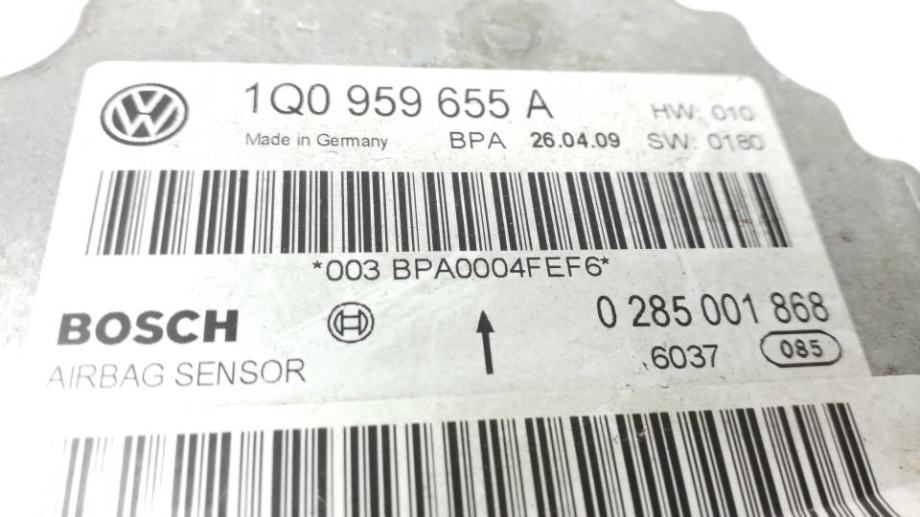 1Q0 959 655 A HW: 010
Made in Germany BPA 26.04.09 SW: 0180
*003 BPA0004FEF6*
BOSCH 0 285 001 868
AIRBAG SENSOR 6037 085